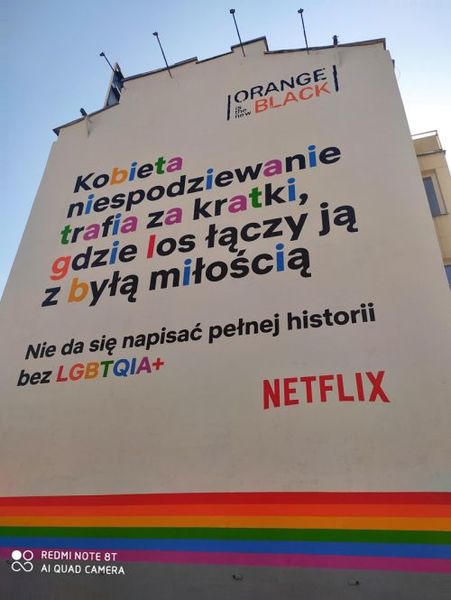 ORANGE
is the new BLACK
Kobieta
niespodziewanie
trafia za kratki,
gdzie los łączy ją
z byłą miłością
Nie da się napisać pełnej historii
bez LGBTQIA+
NETFLIX
REDMI NOTE 8T
AI QUAD CAMERA